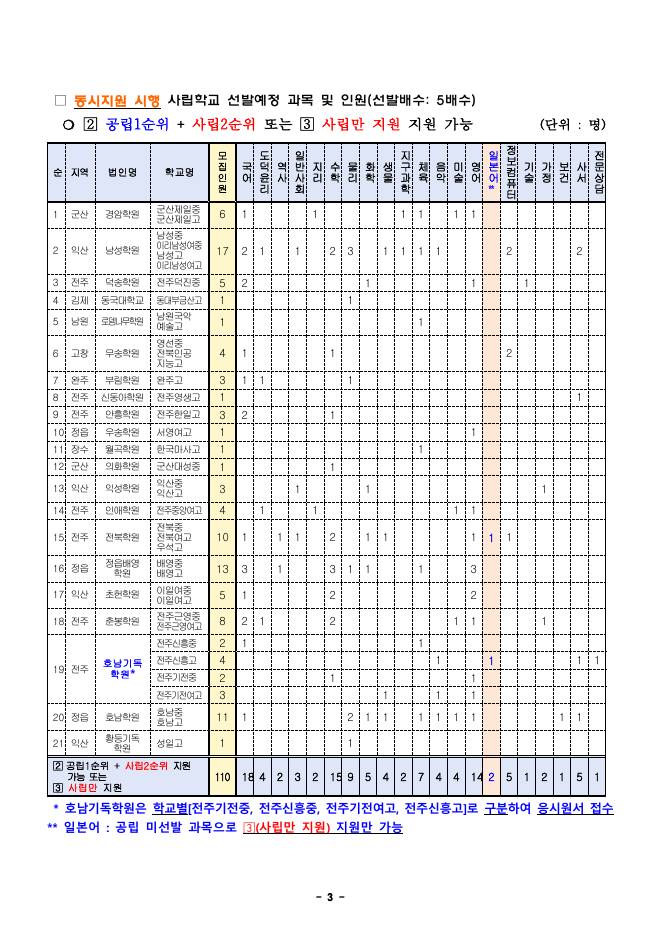 □ 동시지원 시행 사립학교 선발예정 과목 및 인원(선발배수: 5배수)
❍ 2 공립1순위 + 사립2순위 또는 3 사립만 지원 지원 가능 (단위 : 명)
순 지역 법인명 학교명 모집인원 국어 도덕윤리 역사 일반사회 지리 수학 물리 화학 생물 지구과학 체육 음악 미술 영어 일본어* 정보컴퓨터 기술 가정 보건 사서 전문상담
1 군산 경암학원 군산제일중 군산제일고 6 1 1 1 1 1 1
2 익산 남성학원 남성중 이리남성여중 남성고 이리남성여고 17 2 1 1 2 3 1 1 1 1 2 2
3 전주 덕송학원 전주덕진중 5 2 1 1 1
4 김제 동국대학교 동대부금산고 1 1
5 남원 로뎀나무학원 남원국악예술고 1 1
6 고창 우송학원 영선중 전북인공지능고 4 1 1 2
7 완주 부림학원 완주고 3 1 1 1
8 전주 신동아학원 전주영생고 1 1
9 전주 안흥학원 전주한일고 3 2 1
10 정읍 우송학원 서영여고 1 1
11 장수 월곡학원 한국마사고 1 1
12 군산 의화학원 군산대성중 1 1
13 익산 익성학원 익산중 익산고 3 1 1 1
14 전주 인애학원 전주중앙여고 4 1 1 1 1
15 전주 전북학원 전북중 전북여고 우석고 10 1 1 1 2 1 1 1 1 1
16 정읍 정읍배영학원 배영중 배영고 13 3 1 3 1 1 1 3
17 익산 초헌학원 이일여중 이일여고 5 1 2 2
18 전주 춘봉학원 전주근영중 전주근영여고 8 2 1 2 1 1 1
19 전주 호남기독학원* 전주신흥중 2 1 1
전주신흥고 4 1 1 1 1
전주기전중 2 1 1
전주기전여고 3 1 1 1
20 정읍 호남학원 호남중 호남고 11 1 2 1 1 1 1 1 1 1 1
21 익산 황등기독학원 성일고 1 1
2 공립1순위 + 사립2순위 지원 가능 또는 3 사립만 지원 110 18 4 2 3 2 15 9 5 4 2 7 4 4 14 2 5 1 2 1 5 1
* 호남기독학원은 학교별[전주기전중, 전주신흥중, 전주기전여고, 전주신흥고]로 구분하여 응시원서 접수
** 일본어 : 공립 미선발 과목으로 3(사립만 지원) 지원만 가능
- 3 -